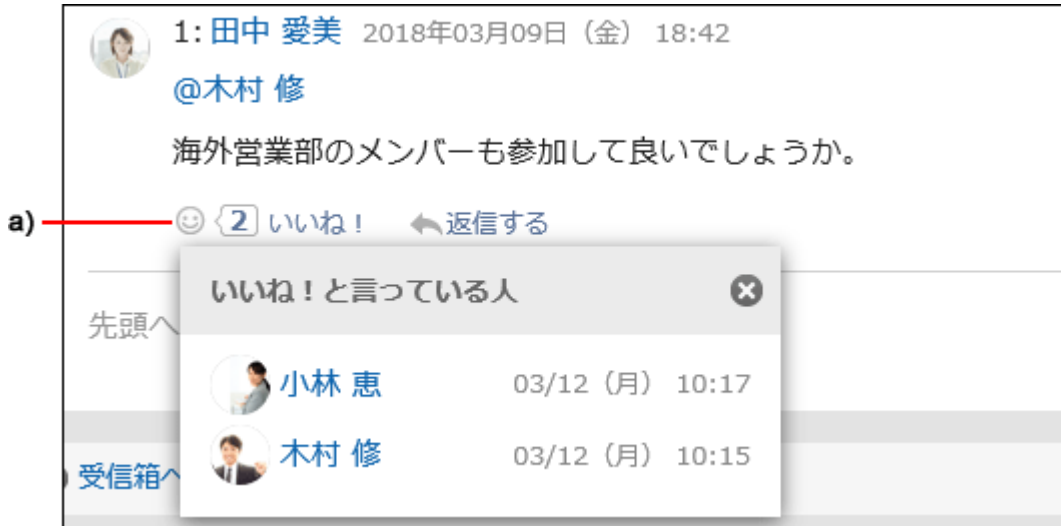 1: 田中 愛美 2018年03月09日（金） 18:42
@木村 修
海外営業部のメンバーも参加して良いでしょうか。
a)
2 いいね！ 返信する
いいね！と言っている人
先頭へ
小林 恵 03/12（月） 10:17
木村 修 03/12（月） 10:15
受信箱へ